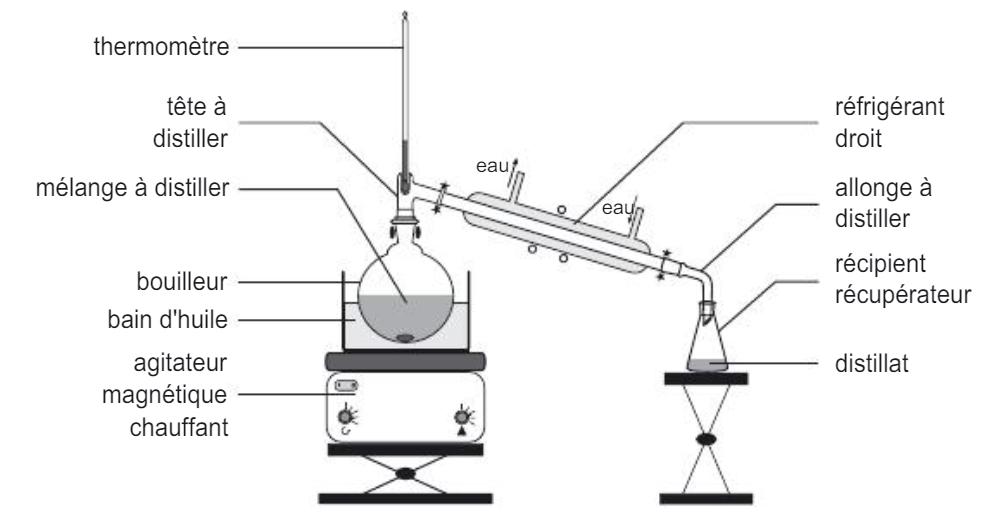 thermomètre
tête à
distiller
mélange à distiller
bouilleur
bain d'huile
agitateur
magnétique
chauffant
eau
eau
réfrigérant
droit
allonge à
distiller
récipient
récupérateur
distillat